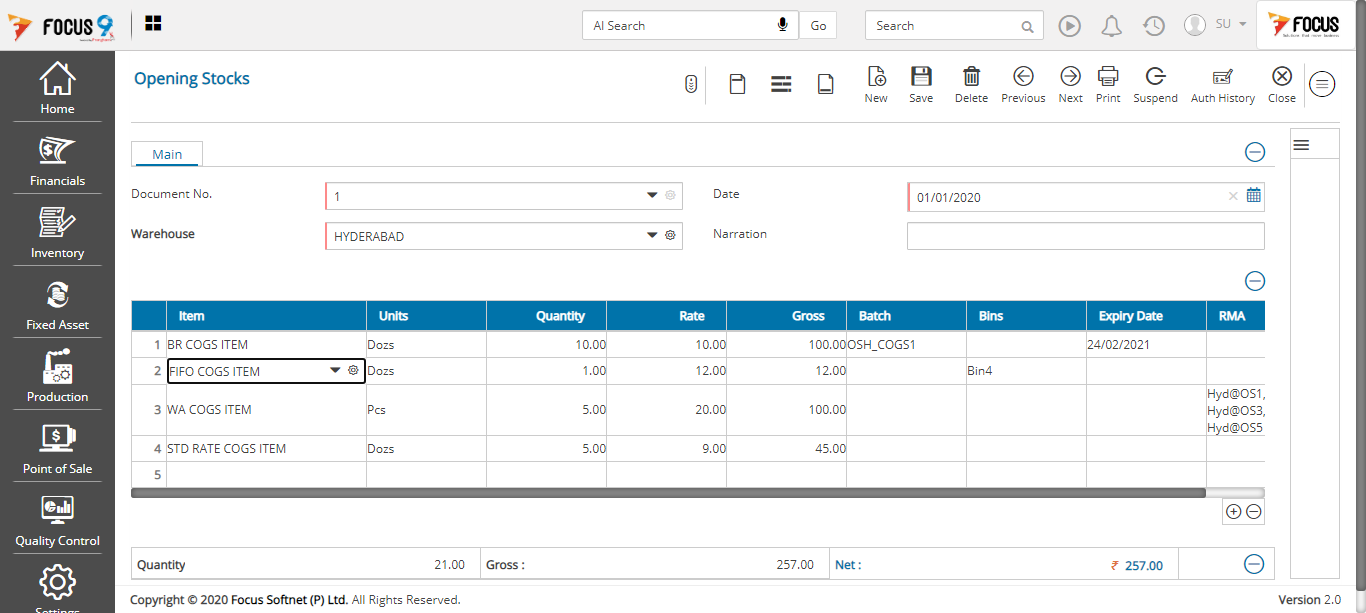 FOCUS 9
AI Search
Go
Search
SU
FOCUS
Home
Financials
Inventory
Fixed Asset
Production
Point of Sale
Quality Control
Settings
Opening Stocks
New Save Delete Previous Next Print Suspend Auth History Close
Main
Document No. 1 Date 01/01/2020
Warehouse HYDERABAD Narration
Item Units Quantity Rate Gross Batch Bins Expiry Date RMA
1 BR COGS ITEM Dozs 10.00 10.00 100.00 OSH_COGS1 24/02/2021
2 FIFO COGS ITEM Dozs 1.00 12.00 12.00 Bin4
3 WA COGS ITEM Pcs 5.00 20.00 100.00 Hyd@OS1,
Hyd@OS3,
Hyd@OS5
4 STD RATE COGS ITEM Dozs 5.00 9.00 45.00
5
Quantity 21.00 Gross : 257.00 Net : ₹ 257.00
Copyright © 2020 Focus Softnet (P) Ltd. All Rights Reserved. Version 2.0